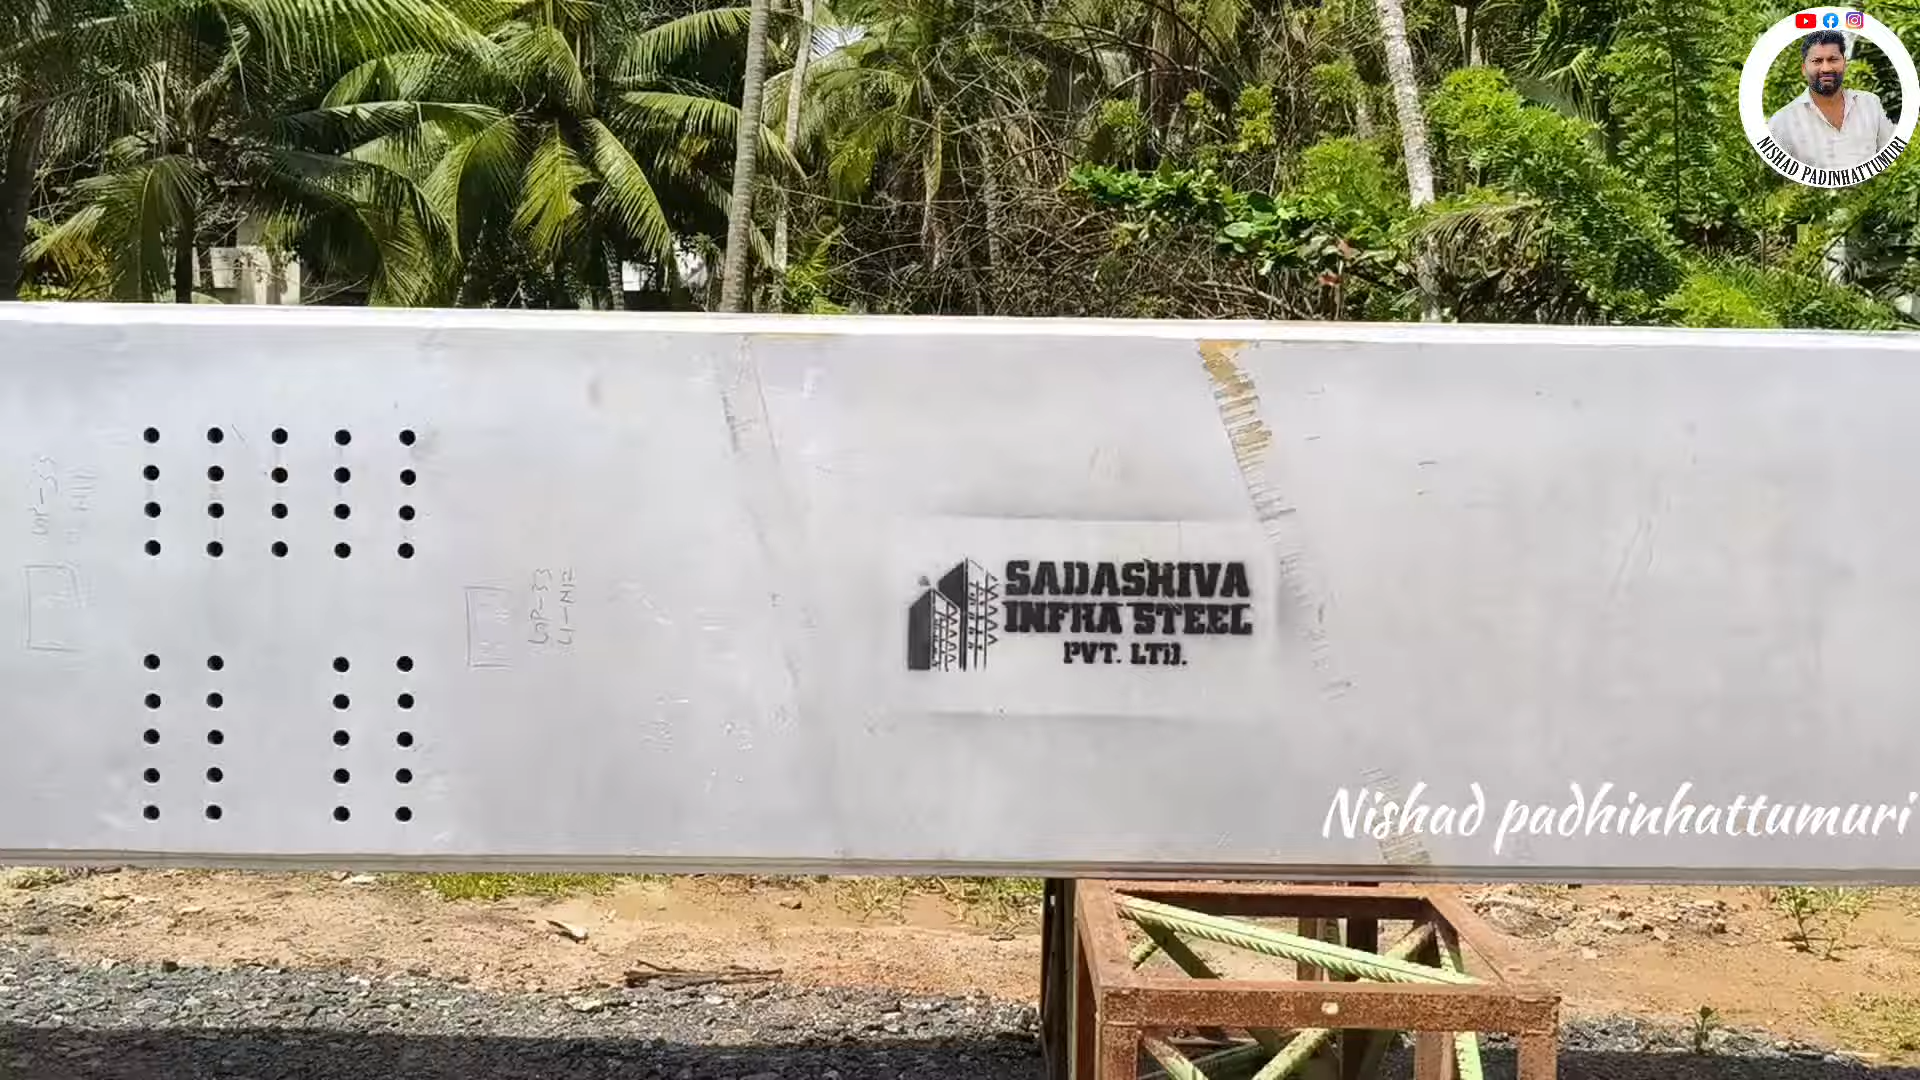 NISHAD PADINHATTUMURI
SADASHIVA
INFRA STEEL
PVT. LTD.
Nishad padhinhattumuri